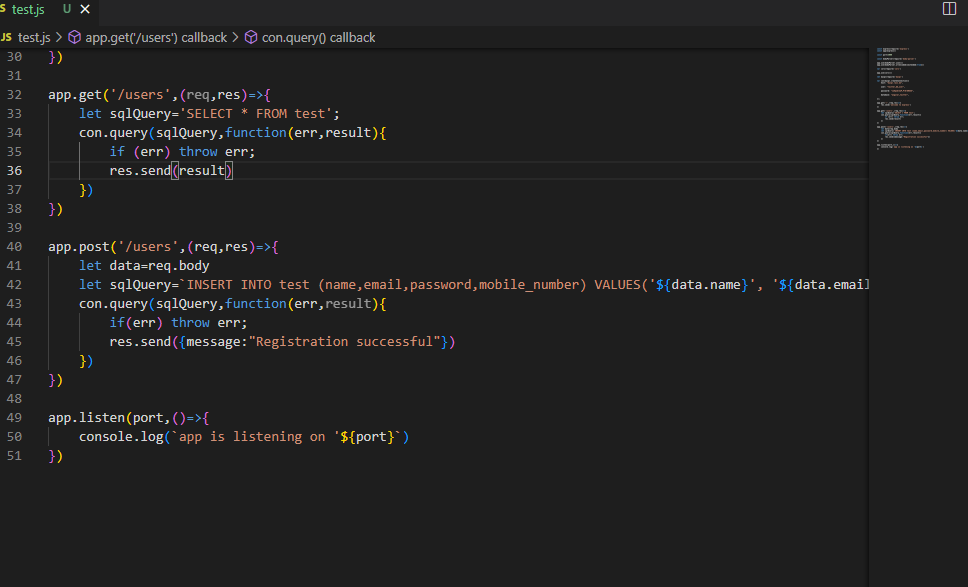 JS test.js U ×
JS test.js > app.get('/users') callback > con.query() callback
30 })
31
32 app.get('/users',(req,res)=>{
33     let sqlQuery='SELECT * FROM test';
34     con.query(sqlQuery,function(err,result){
35         if (err) throw err;
36         res.send(result)
37     })
38 })
39
40 app.post('/users',(req,res)=>{
41     let data=req.body
42     let sqlQuery=`INSERT INTO test (name,email,password,mobile_number) VALUES('${data.name}', '${data.email
43     con.query(sqlQuery,function(err,result){
44         if(err) throw err;
45         res.send({message:"Registration successful"})
46     })
47 })
48
49 app.listen(port,()=>{
50     console.log(`app is listening on '${port}`)
51 })